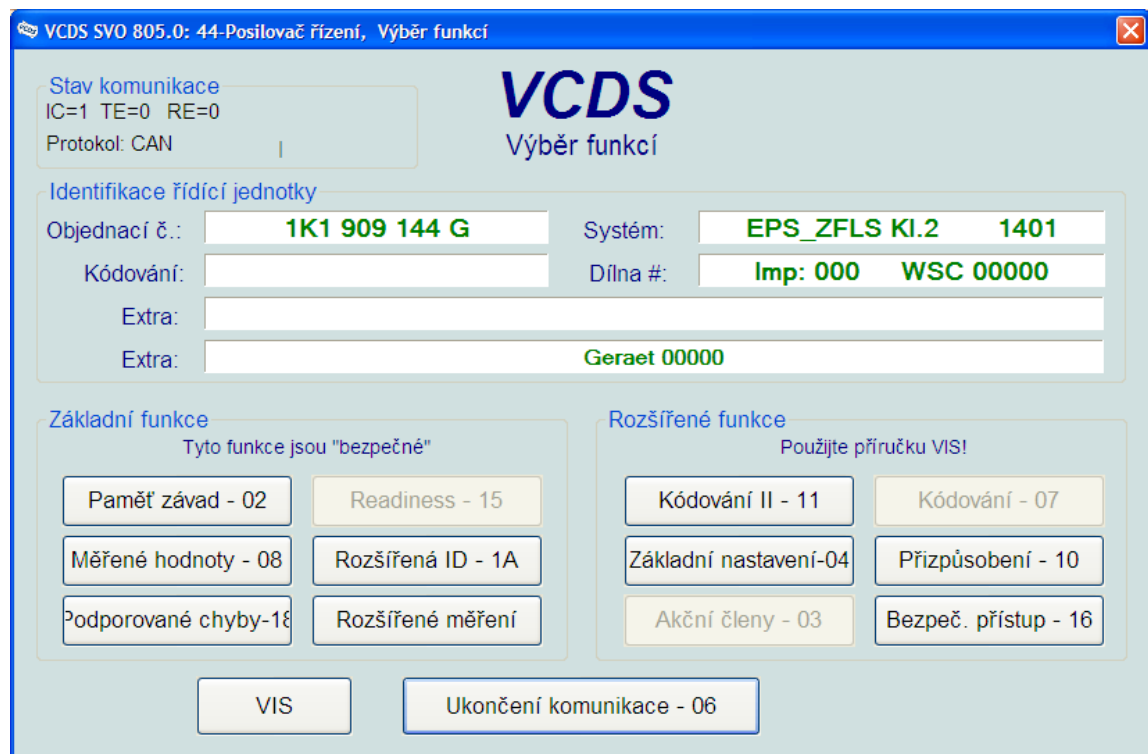 VCDS SVO 805.0: 44-Posilovač řízení, Výběr funkcí
Stav komunikace
IC=1 TE=0 RE=0
Protokol: CAN
VCDS
Výběr funkcí
Identifikace řídící jednotky
Objednací č.: 1K1 909 144 G Systém: EPS_ZFLS Kl.2 1401
Kódování: Dílna #: Imp: 000 WSC 00000
Extra:
Extra: Geraet 00000
Základní funkce
Tyto funkce jsou "bezpečné"
Paměť závad - 02 Readiness - 15
Měřené hodnoty - 08 Rozšířená ID - 1A
Podporované chyby-18 Rozšířené měření
Rozšířené funkce
Použijte příručku VIS!
Kódování II - 11 Kódování - 07
Základní nastavení-04 Přizpůsobení - 10
Akční členy - 03 Bezpeč. přístup - 16
VIS Ukončení komunikace - 06